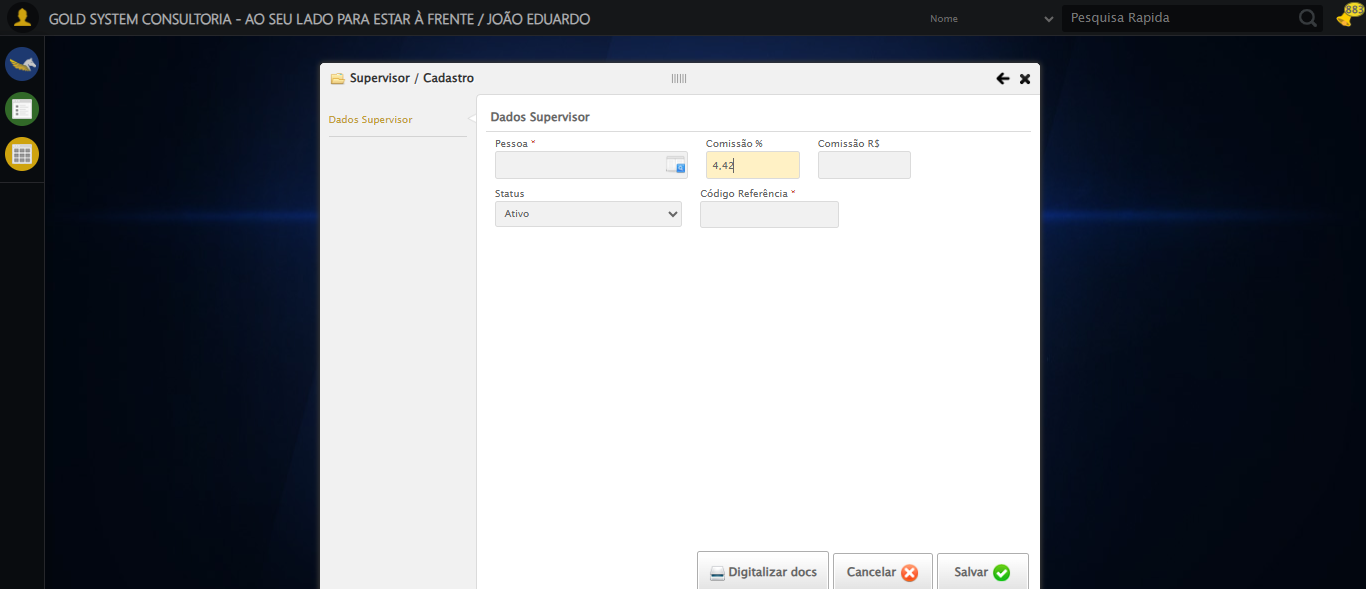 GOLD SYSTEM CONSULTORIA - AO SEU LADO PARA ESTAR À FRENTE / JOÃO EDUARDO
Nome
Pesquisa Rapida
883
Supervisor / Cadastro
Dados Supervisor
Dados Supervisor
Pessoa * Comissão % Comissão R$
4,42
Status Código Referência *
Ativo
Digitalizar docs Cancelar Salvar